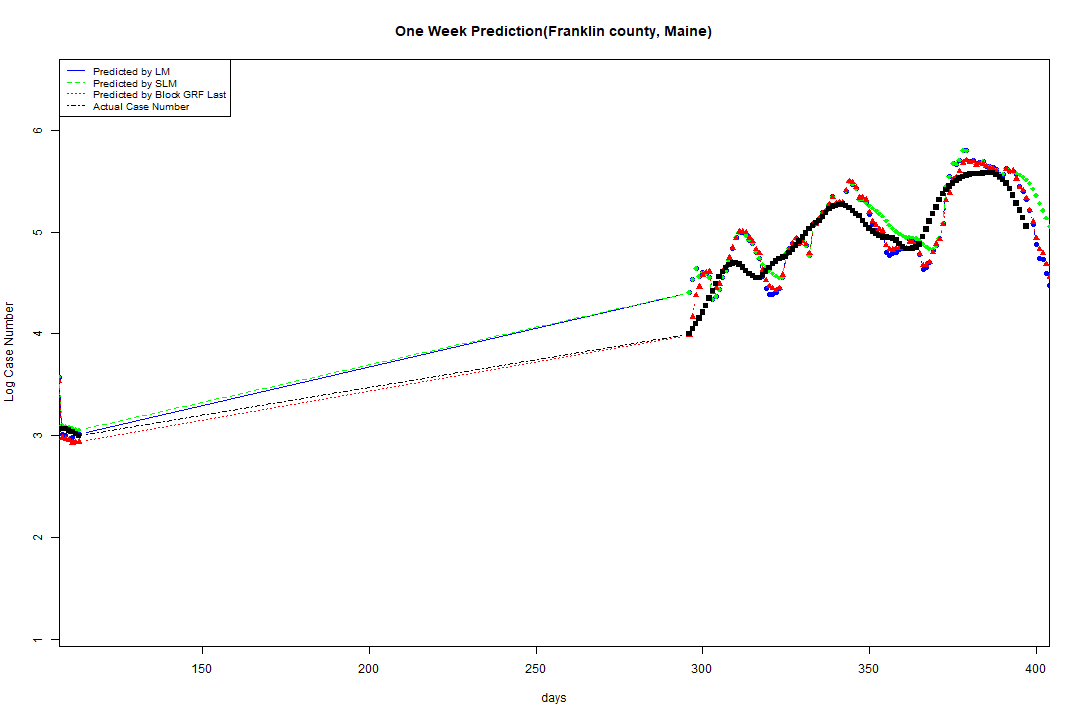 One Week Prediction(Franklin county, Maine)
Predicted by LM
Predicted by SLM
Predicted by Block GRF Last
Actual Case Number
6
5
4
3
2
1
Log Case Number
150 200 250 300 350 400
days